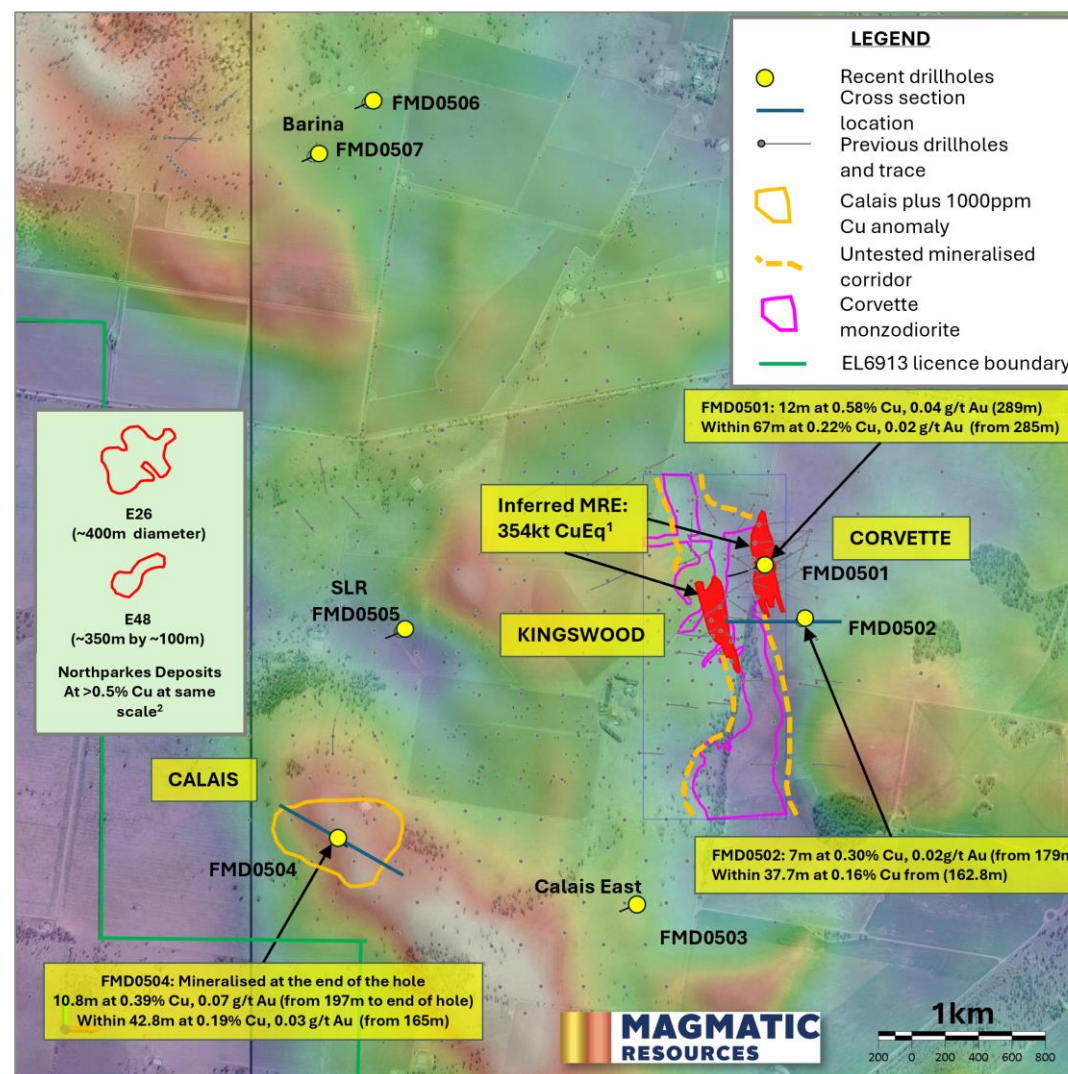 LEGEND
Recent drillholes
Cross section
location
Previous drillholes
and trace
Calais plus 1000ppm
Cu anomaly
Untested mineralised
corridor
Corvette
monzodiorite
EL6913 licence boundary
FMD0506
Barina
FMD0507
FMD0501: 12m at 0.58% Cu, 0.04 g/t Au (289m)
Within 67m at 0.22% Cu, 0.02 g/t Au (from 285m)
E26
(~400m diameter)
E48
(~350m by ~100m)
Northparkes Deposits
At >0.5% Cu at same
scale²
Inferred MRE:
354kt CuEq¹
CORVETTE
FMD0501
SLR
FMD0505
KINGSWOOD
FMD0502
CALAIS
FMD0504
FMD0502: 7m at 0.30% Cu, 0.02g/t Au (from 179m
Within 37.7m at 0.16% Cu from (162.8m)
Calais East
FMD0503
FMD0504: Mineralised at the end of the hole
10.8m at 0.39% Cu, 0.07 g/t Au (from 197m to end of hole)
Within 42.8m at 0.19% Cu, 0.03 g/t Au (from 165m)
MAGMATIC
RESOURCES
1km
200 0 200 400 600 800